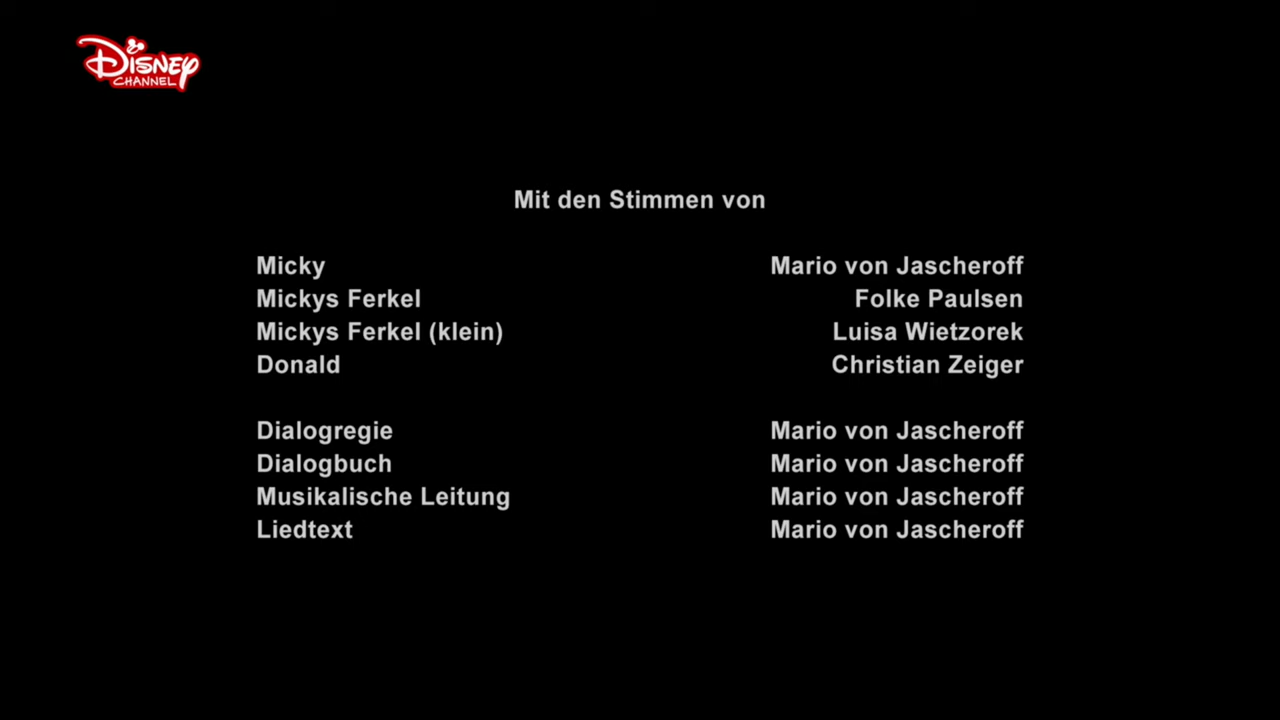 Disney
Channel
Mit den Stimmen von
Micky Mario von Jascheroff
Mickys Ferkel Folke Paulsen
Mickys Ferkel (klein) Luisa Wietzorek
Donald Christian Zeiger
Dialogregie Mario von Jascheroff
Dialogbuch Mario von Jascheroff
Musikalische Leitung Mario von Jascheroff
Liedtext Mario von Jascheroff